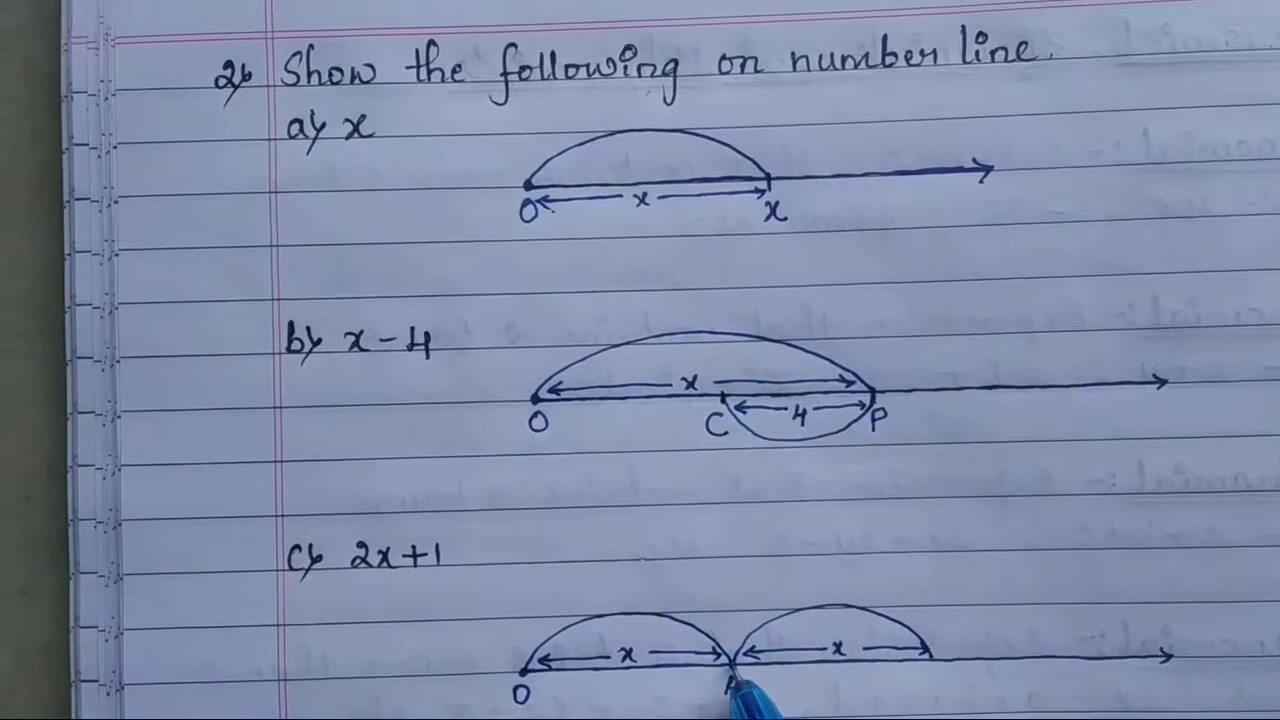 2) Show the following on number line.
a) x
x
O x
b) x - 4
x
O C 4 P
c) 2x + 1
x x
O